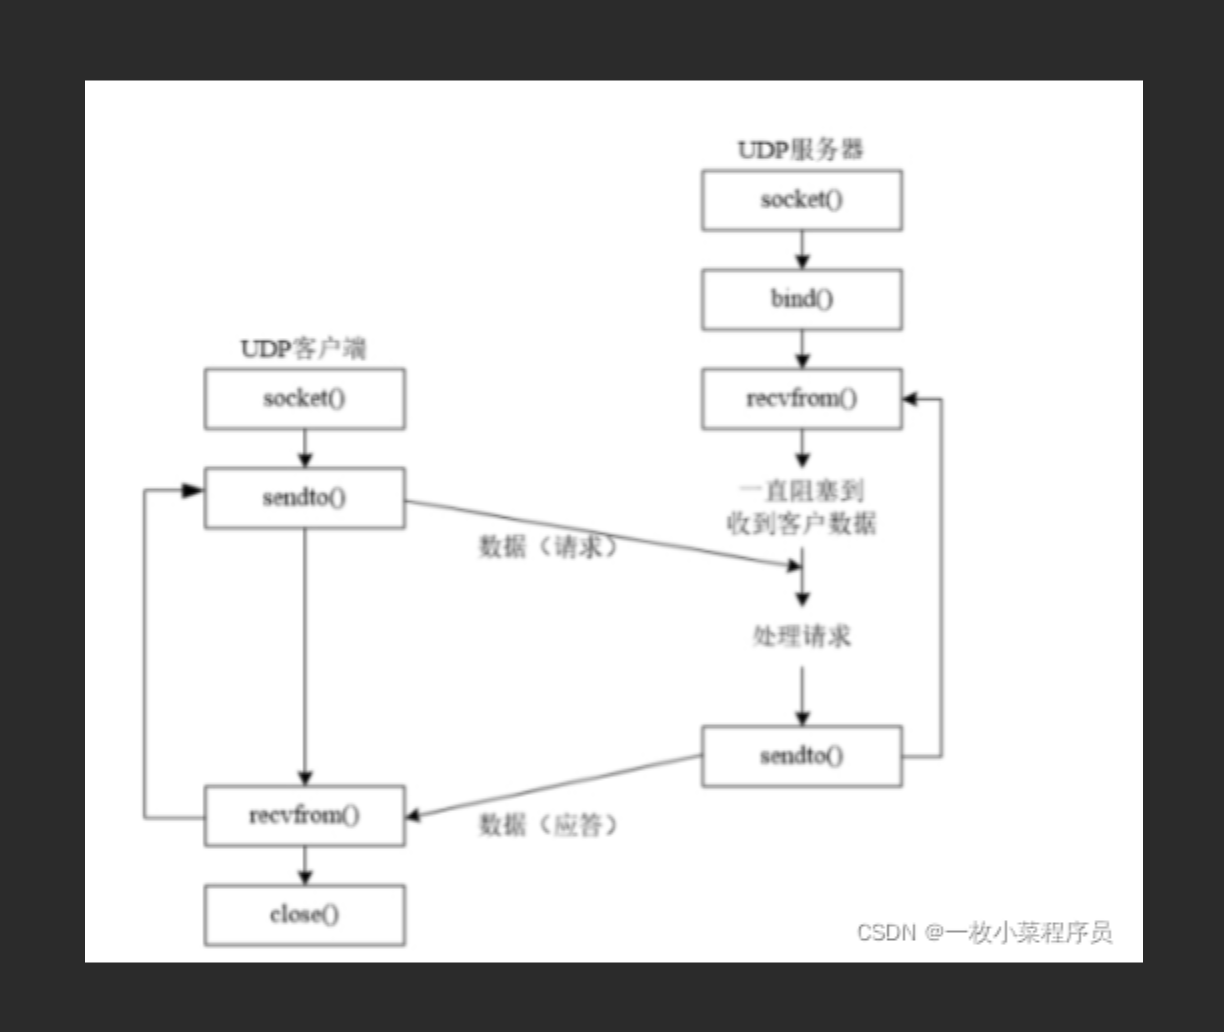 UDP服务器
socket()
bind()
UDP客户端
socket()
recvfrom()
sendto()
一直阻塞到
收到客户数据
数据（请求）
处理请求
sendto()
recvfrom()
数据（应答）
close()
CSDN @一枚小菜程序员